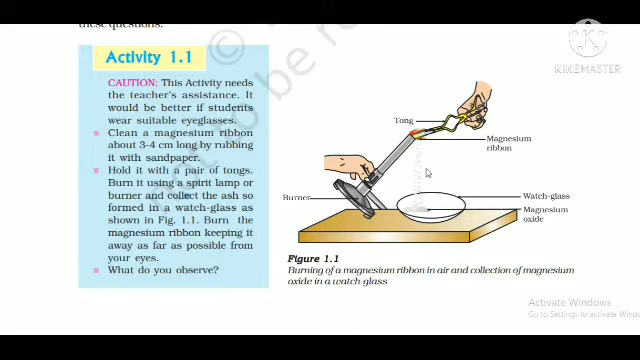 these questions.
Activity 1.1
CAUTION: This Activity needs
the teacher's assistance. It
would be better if students
wear suitable eyeglasses.
Clean a magnesium ribbon
about 3-4 cm long by rubbing
it with sandpaper.
Hold it with a pair of tongs.
Burn it using a spirit lamp or
burner and collect the ash so
formed in a watch-glass as
shown in Fig. 1.1. Burn the
magnesium ribbon keeping it
away as far as possible from
your eyes.
What do you observe?
Tong
Magnesium
ribbon
Burner
Watch-glass
Magnesium
oxide
Figure 1.1
Burning of a magnesium ribbon in air and collection of magnesium
oxide in a watch-glass
KINEMASTER
Activate Windows
Go to Settings to activate Windo
not to be
©